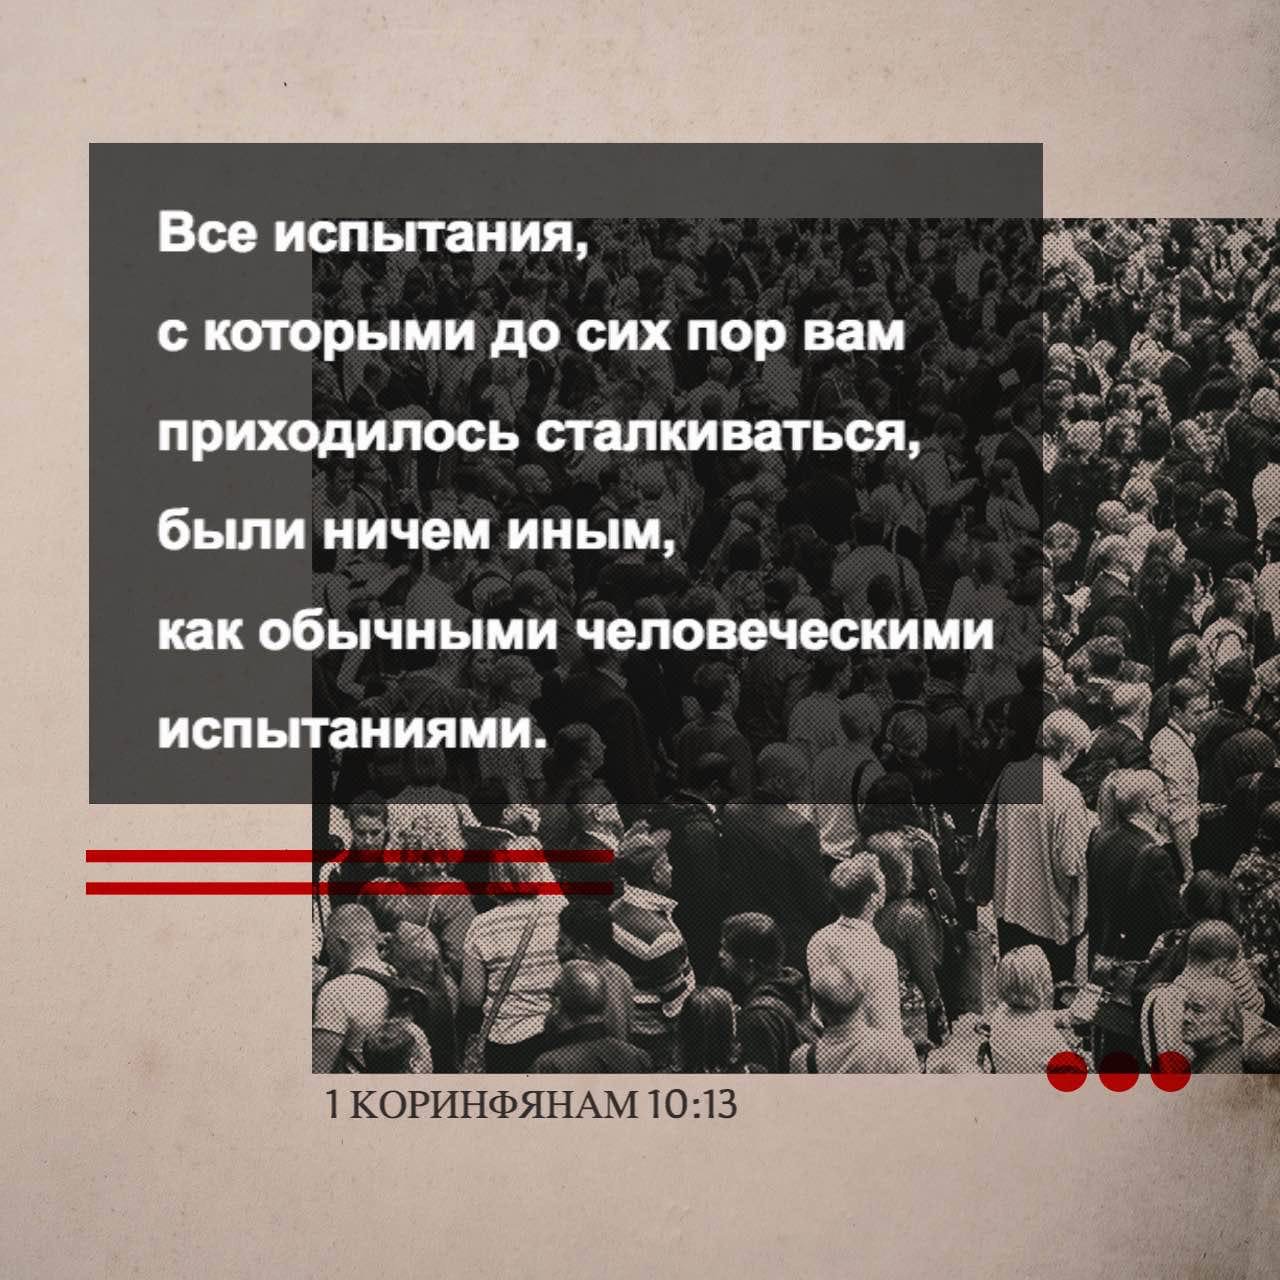 Все испытания,
с которыми до сих пор вам
приходилось сталкиваться,
были ничем иным,
как обычными человеческими
испытаниями.
1 КОРИНФЯНАМ 10:13